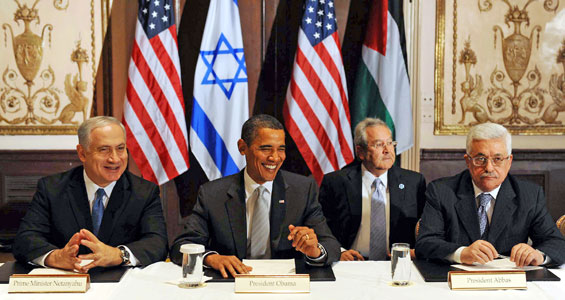 Prime Minister Netanyahu
President Obama
President Abbas